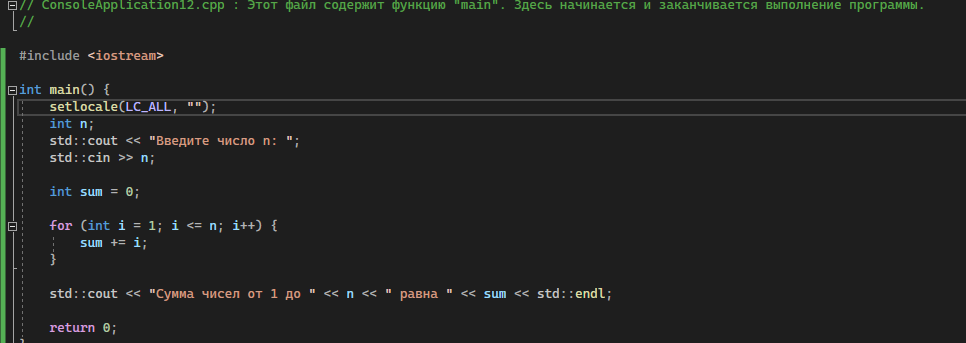 // ConsoleApplication12.cpp : Этот файл содержит функцию "main". Здесь начинается и заканчивается выполнение программы.
//
#include <iostream>
int main() {
setlocale(LC_ALL, "");
int n;
std::cout << "Введите число n: ";
std::cin >> n;
int sum = 0;
for (int i = 1; i <= n; i++) {
sum += i;
}
std::cout << "Сумма чисел от 1 до " << n << " равна " << sum << std::endl;
return 0;
}